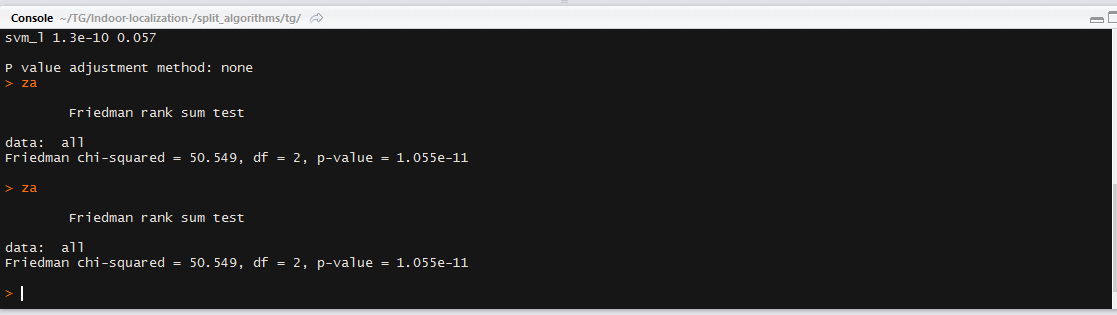 Console ~/TG/Indoor-localization-/split_algorithms/tg/
svm_l 1.3e-10 0.057
P value adjustment method: none
> za
Friedman rank sum test
data: all
Friedman chi-squared = 50.549, df = 2, p-value = 1.055e-11
> za
Friedman rank sum test
data: all
Friedman chi-squared = 50.549, df = 2, p-value = 1.055e-11
>